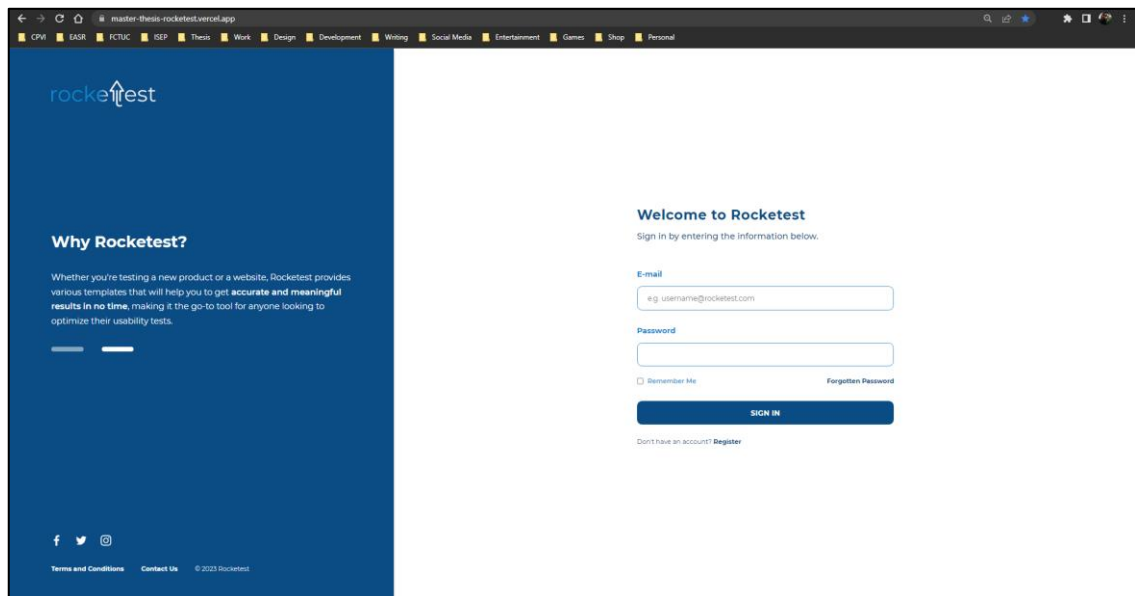 master-thesis-rocketest.vercel.app
CPVI EASR FCTUC ISEP Thesis Work Design Development Writing Social Media Entertainment Games Shop Personal
rocketest
Why Rocketest?
Whether you're testing a new product or a website, Rocketest provides
various templates that will help you to get accurate and meaningful
results in no time, making it the go-to tool for anyone looking to
optimize their usability tests.
Terms and Conditions Contact Us © 2023 Rocketest
Welcome to Rocketest
Sign in by entering the information below.
E-mail
e.g. username@rocketest.com
Password
Remember Me Forgotten Password
SIGN IN
Don't have an account? Register